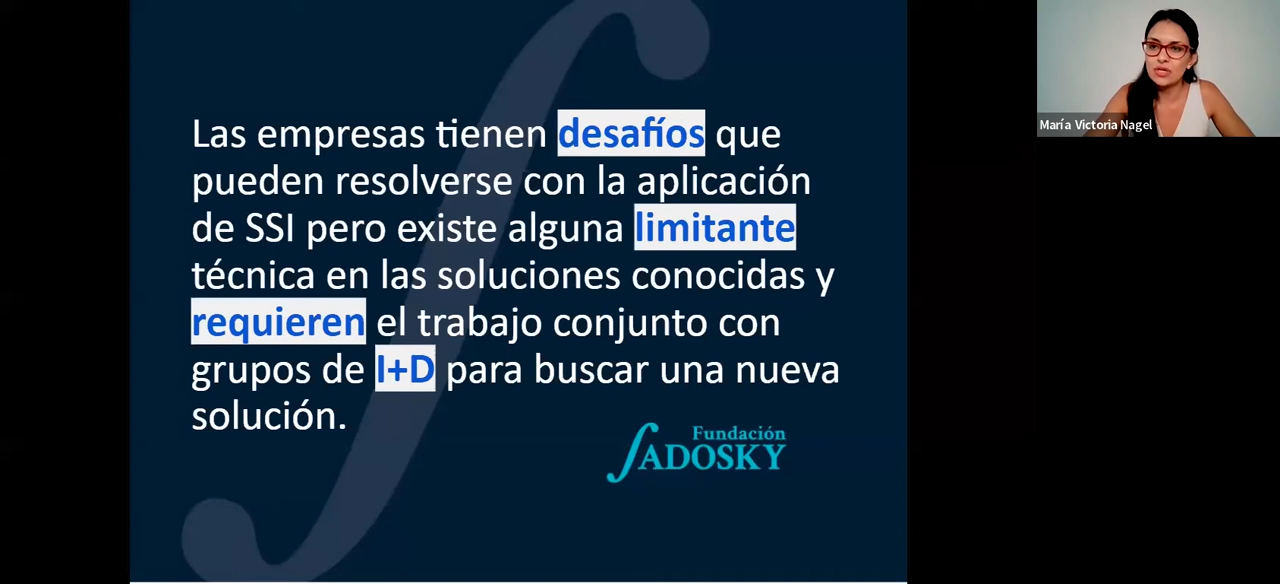 Las empresas tienen desafíos que
pueden resolverse con la aplicación
de SSI pero existe alguna limitante
técnica en las soluciones conocidas y
requieren el trabajo conjunto con
grupos de I+D para buscar una nueva
solución.
Fundación
SADOSKY
María Victoria Nagel